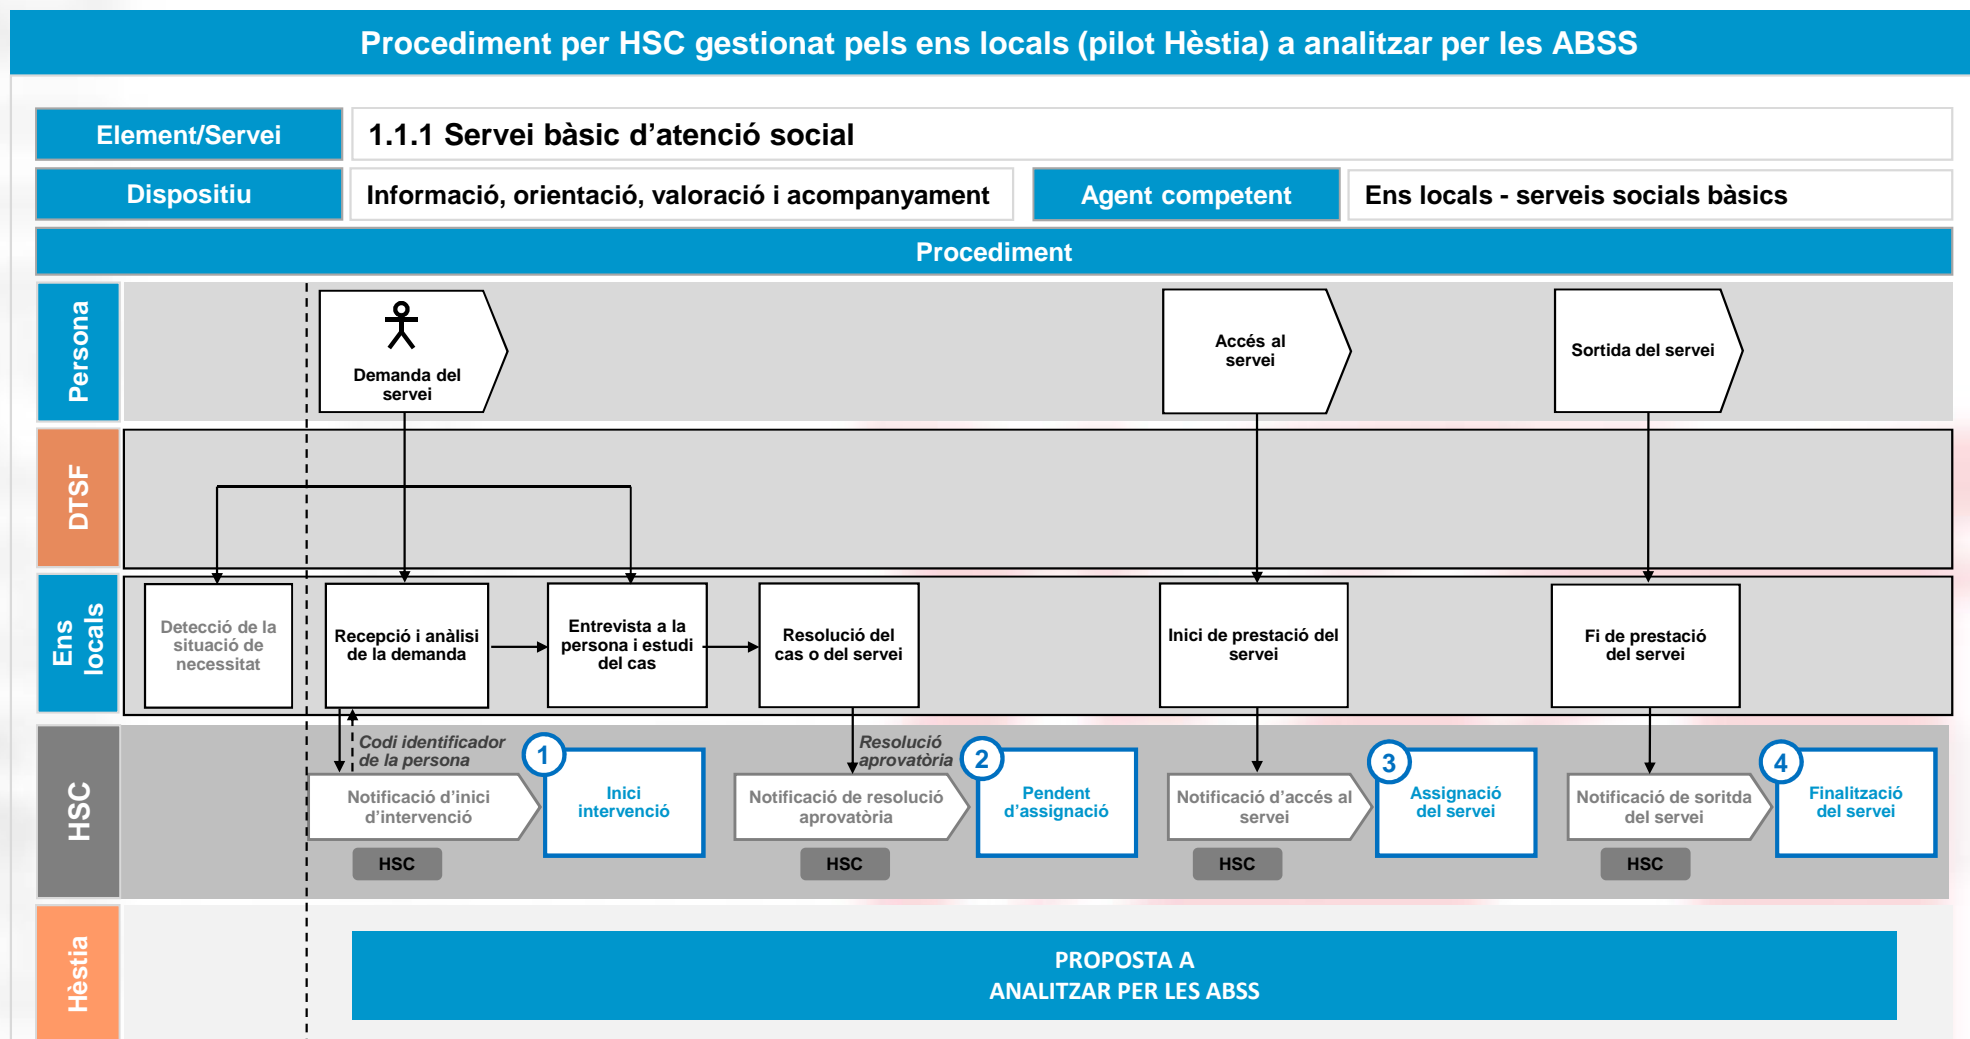 Procediment per HSC gestionat pels ens locals (pilot Hèstia) a analitzar per les ABSS
Element/Servei
1.1.1 Servei bàsic d’atenció social
Dispositiu
Informació, orientació, valoració i acompanyament
Agent competent
Ens locals - serveis socials bàsics
Procediment
Persona
Demanda del
servei
Accés al
servei
Sortida del servei
DTSF
Ens
locals
Detecció de la
situació de
necessitat
Recepció i anàlisi
de la demanda
Entrevista a la
persona i estudi
del cas
Resolució del
cas o del servei
Inici de prestació del
servei
Fi de prestació
del servei
HSC
Codi identificador
de la persona
Notificació d’inici
d’intervenció
HSC
1
Inici
intervenció
Resolució
aprovatòria
Notificació de resolució
aprovatòria
HSC
2
Pendent
d’assignació
Notificació d’accés al
servei
HSC
3
Assignació
del servei
Notificació de soritda
del servei
HSC
4
Finalització
del servei
Hèstia
PROPOSTA A
ANALITZAR PER LES ABSS